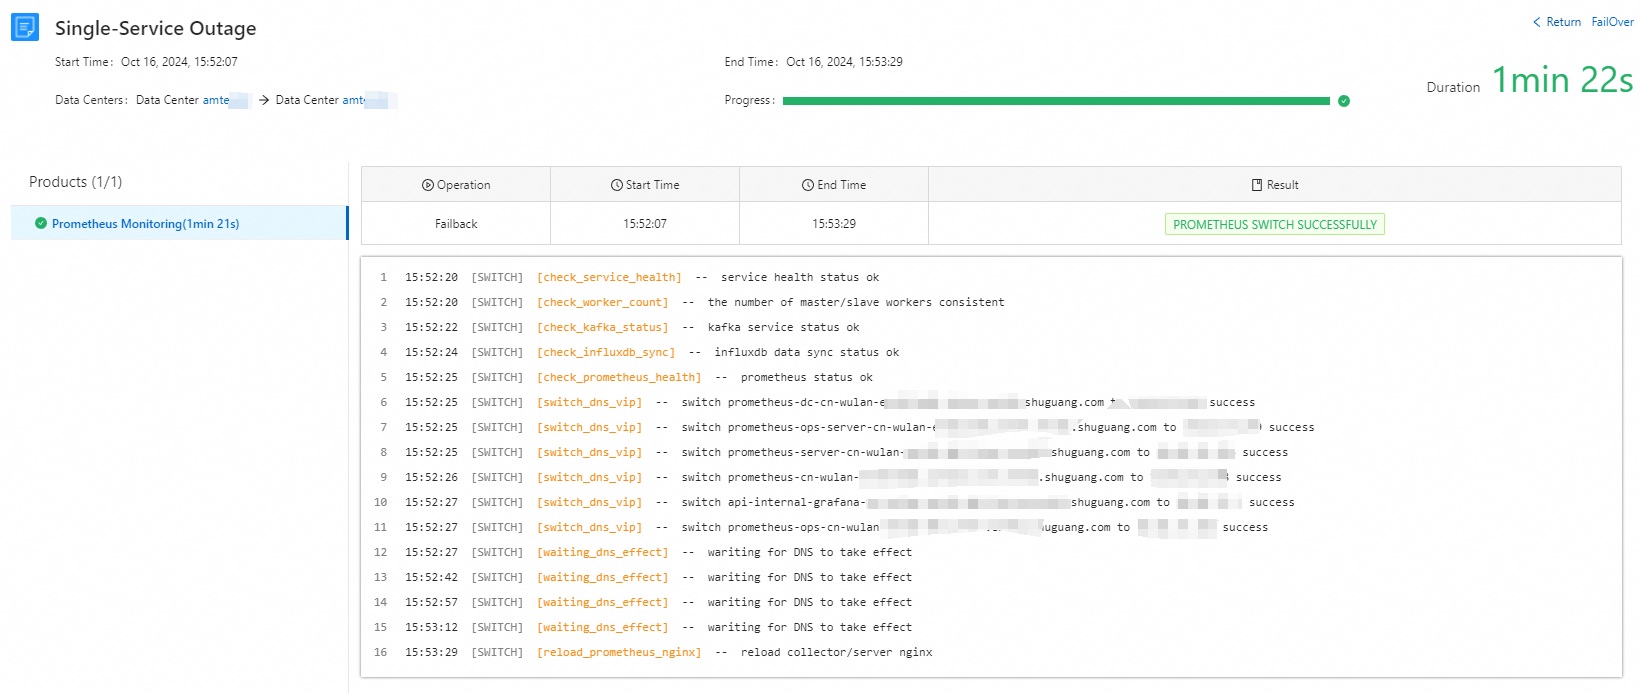 Single-Service Outage
Return FailOver
Start Time: Oct 16, 2024, 15:52:07
End Time: Oct 16, 2024, 15:53:29
Duration 1min 22s
Data Centers: Data Center → Data Center
Progress:
Products (1/1)
Prometheus Monitoring(1min 21s)
Operation Start Time End Time Result
Failback 15:52:07 15:53:29 PROMETHEUS SWITCH SUCCESSFULLY
1 15:52:20 [SWITCH] [check_service_health] -- service health status ok
2 15:52:20 [SWITCH] [check_worker_count] -- the number of master/slave workers consistent
3 15:52:22 [SWITCH] [check_kafka_status] -- kafka service status ok
4 15:52:24 [SWITCH] [check_influxdb_sync] -- influxdb data sync status ok
5 15:52:25 [SWITCH] [check_prometheus_health] -- prometheus status ok
6 15:52:25 [SWITCH] [switch_dns_vip] -- switch prometheus-dc-cn-wulan- shuguang.com success
7 15:52:25 [SWITCH] [switch_dns_vip] -- switch prometheus-ops-server-cn-wulan- .shuguang.com to success
8 15:52:25 [SWITCH] [switch_dns_vip] -- switch prometheus-server-cn-wulan- shuguang.com to success
9 15:52:26 [SWITCH] [switch_dns_vip] -- switch prometheus-cn-wulan- .shuguang.com to success
10 15:52:27 [SWITCH] [switch_dns_vip] -- switch api-internal-grafana- shuguang.com to success
11 15:52:27 [SWITCH] [switch_dns_vip] -- switch prometheus-ops-cn-wulan uguang.com to success
12 15:52:27 [SWITCH] [waiting_dns_effect] -- wariting for DNS to take effect
13 15:52:42 [SWITCH] [waiting_dns_effect] -- wariting for DNS to take effect
14 15:52:57 [SWITCH] [waiting_dns_effect] -- wariting for DNS to take effect
15 15:53:12 [SWITCH] [waiting_dns_effect] -- wariting for DNS to take effect
16 15:53:29 [SWITCH] [reload_prometheus_nginx] -- reload collector/server nginx